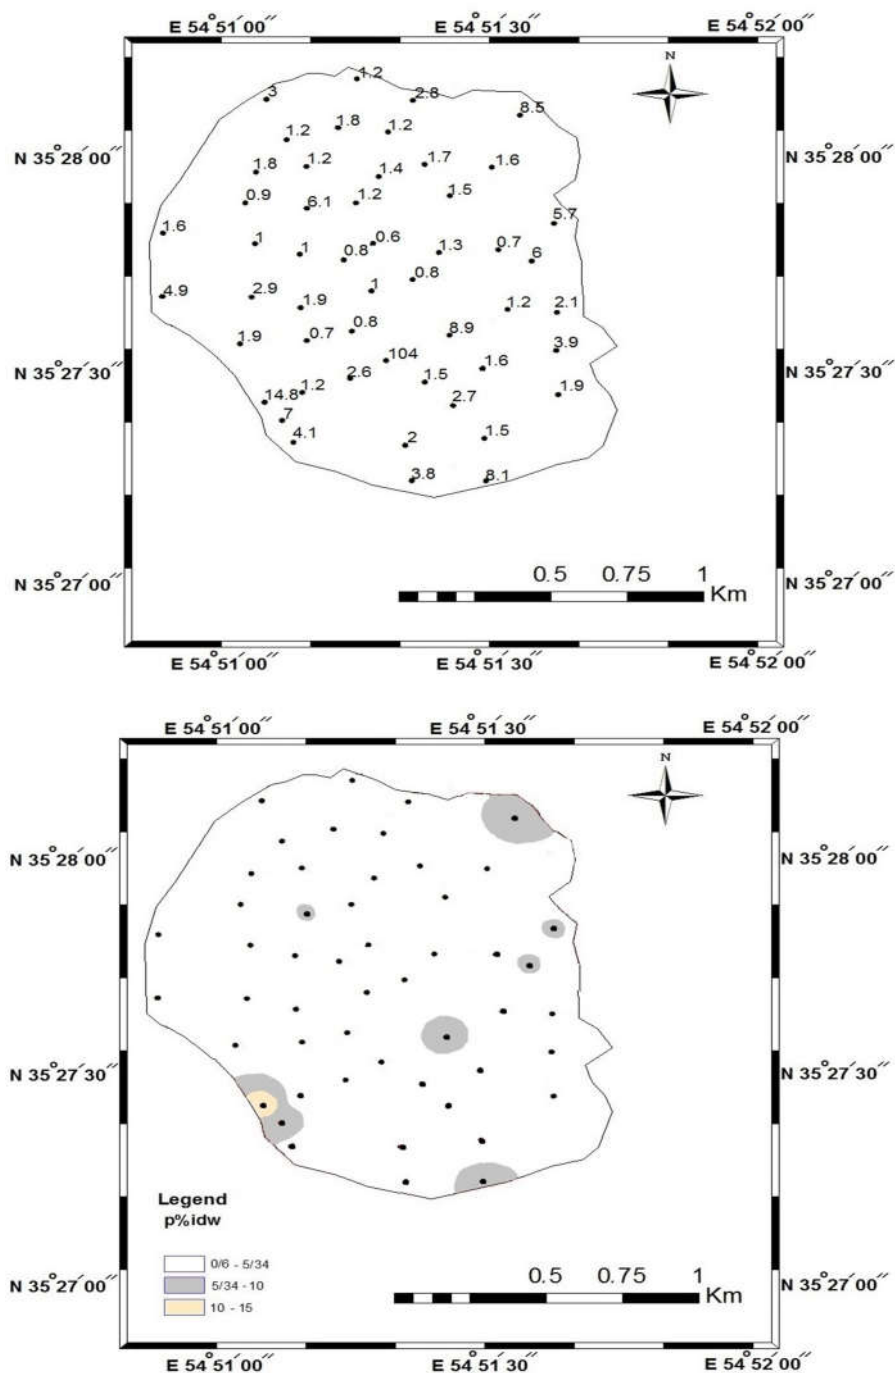 E 54°51′00″ E 54°51′30″ E 54°52′00″
N
1.2
3 2.8
8.5
1.8 1.2
1.2
N 35°28′00″ N 35°28′00″
1.8 1.2 1.4 1.7 1.6
0.9 6.1 1.2 1.5
5.7
1.6
1 1 0.8 0.6 1.3 0.7 6
0.8
4.9 2.9 1.9 1 1.2 2.1
1.9 0.7 0.8 8.9
3.9
104 1.6
N 35°27′30″ N 35°27′30″
2.6 1.5
14.8 1.2 1.9
7 2.7
4.1 2 1.5
3.8 8.1
0.5 0.75 1
Km
N 35°27′00″ N 35°27′00″
E 54°51′00″ E 54°51′30″ E 54°52′00″
E 54°51′00″ E 54°51′30″ E 54°52′00″
N
N 35°28′00″ N 35°28′00″
N 35°27′30″ N 35°27′30″
Legend
p%idw
0/6 - 5/34
5/34 - 10
10 - 15
0.5 0.75 1
Km
N 35°27′00″ N 35°27′00″
E 54°51′00″ E 54°51′30″ E 54°52′00″